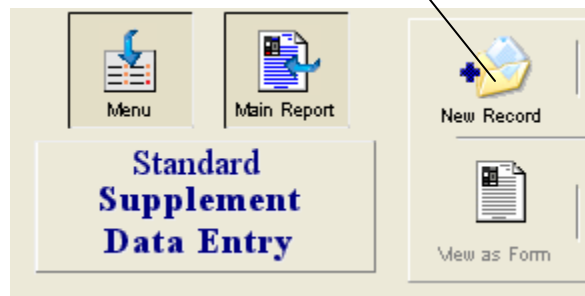 Menu
Main Report
New Record
Standard
Supplement
Data Entry
View as Form